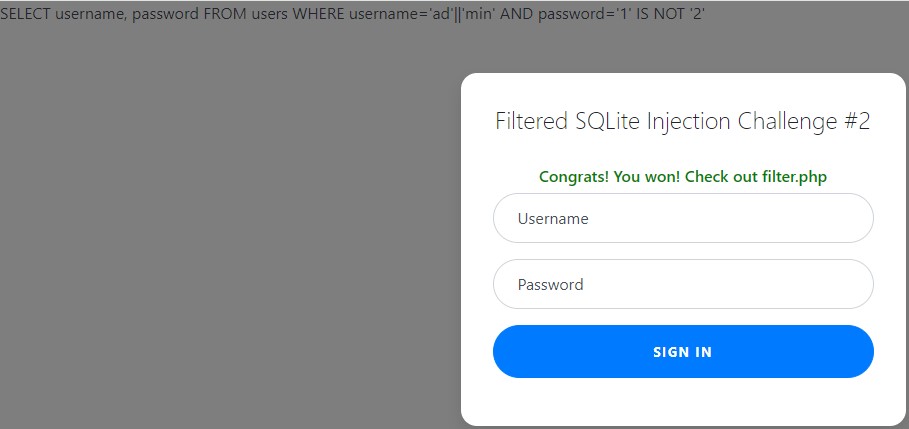 SELECT username, password FROM users WHERE username='ad'||'min' AND password='1' IS NOT '2'
Filtered SQLite Injection Challenge #2
Congrats! You won! Check out filter.php
Username
Password
SIGN IN